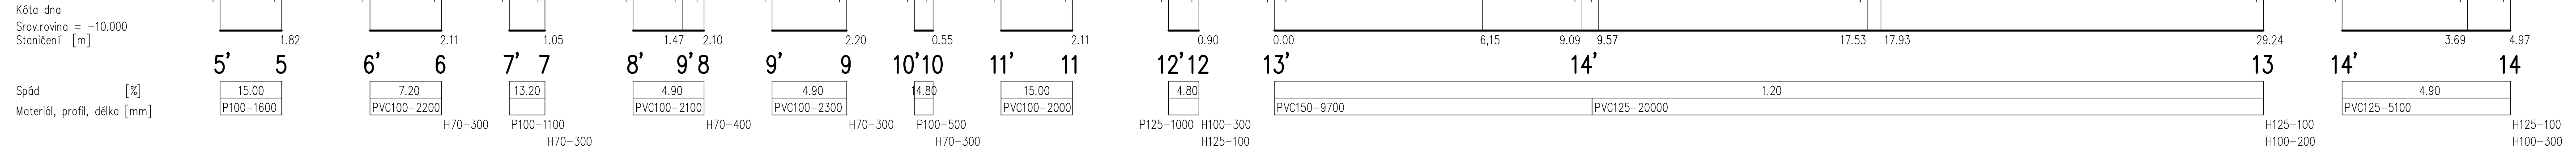 Kóta dna
Srov.rovina = -10.000
Staničení [m] 1.82 2.11 1.05 1.47 2.10 2.20 0.55 2.11 0.90 0.00 6,15 9.09 9.57 17.53 17.93 29.24 3.69 4.97
5' 5 6' 6 7' 7 8' 9' 8 9' 9 10' 10 11' 11 12' 12 13' 14' 13 14' 14
Spád [%] 15.00 7.20 13.20 4.90 4.90 14.80 15.00 4.80 1.20 4.90
Materiál, profil, délka [mm] P100-1600 PVC100-2200 PVC100-2100 PVC100-2300 PVC100-2000 PVC150-9700 PVC125-20000 PVC125-5100
H70-300 P100-1100 H70-400 H70-300 P100-500 P125-1000 H100-300 H125-100 H125-100
H70-300 H70-300 H125-100 H100-200 H100-300